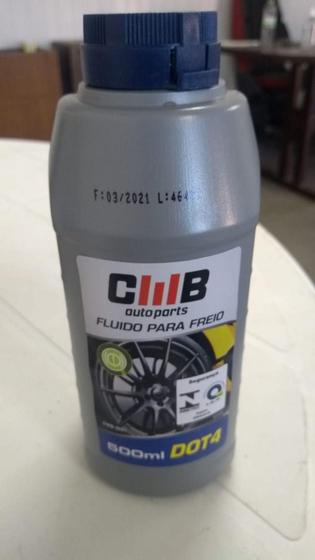 F:03/2021 L:464
CMB
autoparts
FLUIDO PARA FREIO
Segurança
500ml DOT4